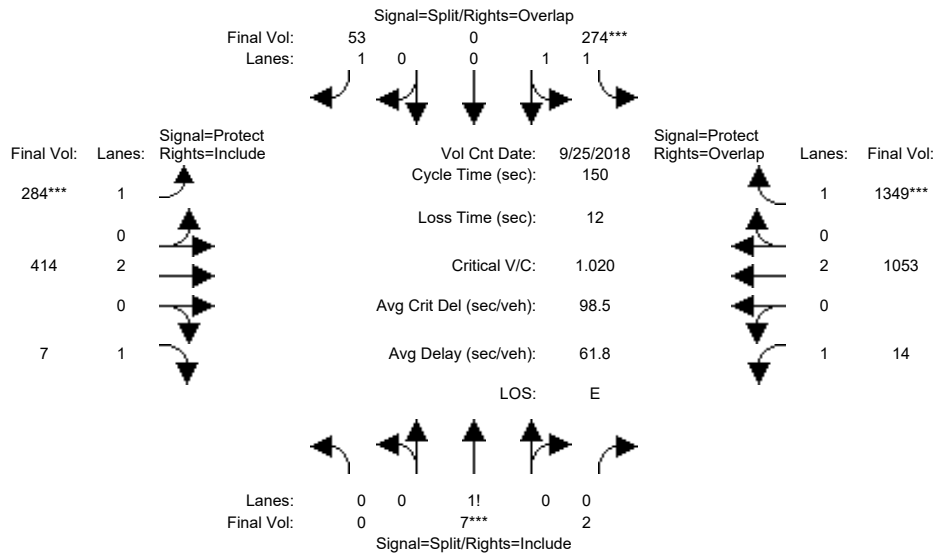 Signal=Split/Rights=Overlap
Final Vol: 53 0 274***
Lanes: 1 0 0 1 1
Signal=Protect
Final Vol: Lanes: Rights=Include
Vol Cnt Date: 9/25/2018
Signal=Protect
Rights=Overlap Lanes: Final Vol:
Cycle Time (sec): 150
284*** 1
1 1349***
Loss Time (sec): 12
0
0
414 2
Critical V/C: 1.020
2 1053
0
Avg Crit Del (sec/veh): 98.5
0
7 1
Avg Delay (sec/veh): 61.8
1 14
LOS: E
Lanes: 0 0 1! 0 0
Final Vol: 0 7*** 2
Signal=Split/Rights=Include